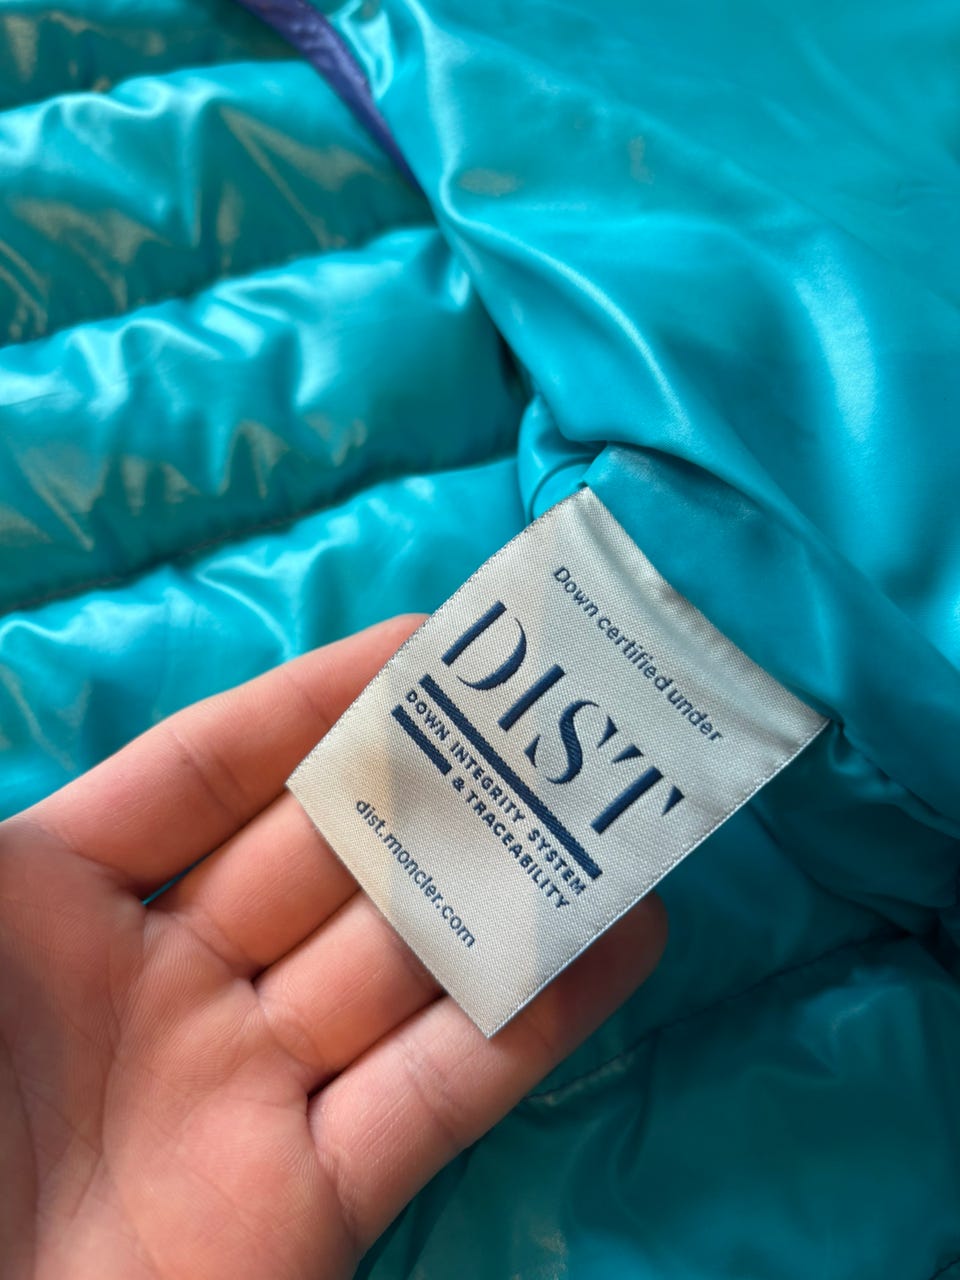 Down certified under
DIST
DOWN INTEGRITY SYSTEM
& TRACEABILITY
dist.moncler.com